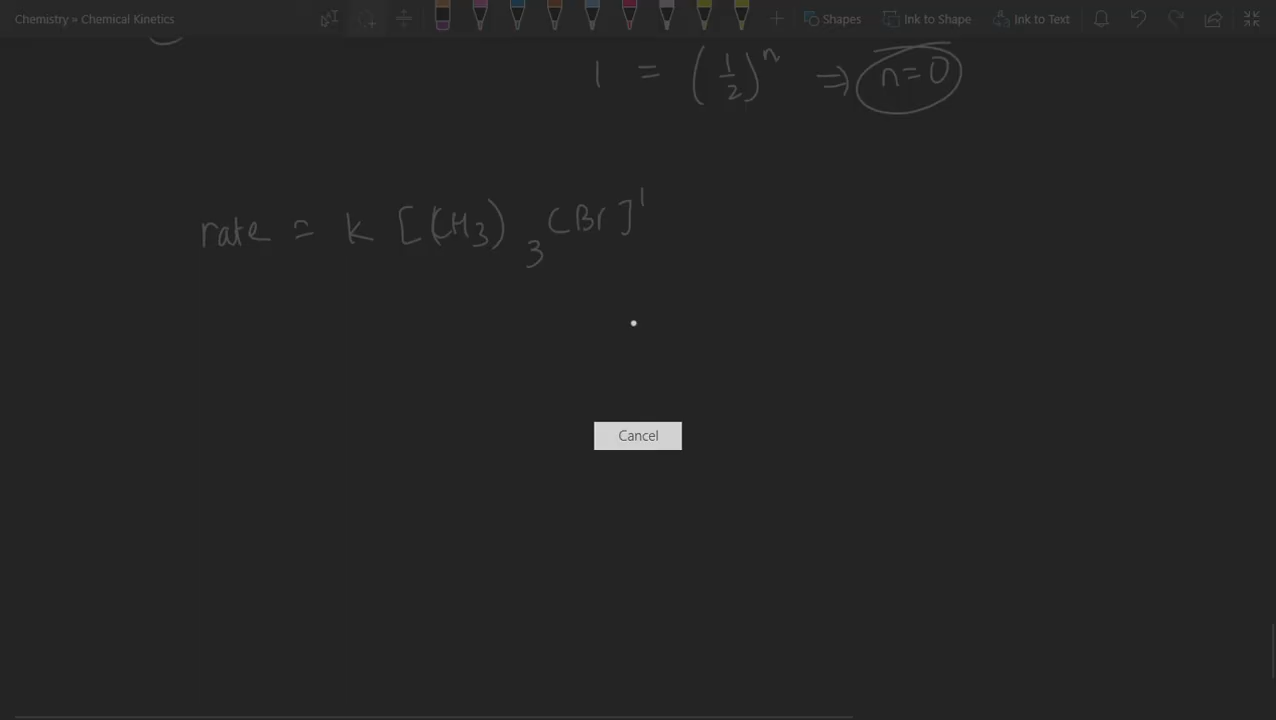 Chemistry » Chemical Kinetics
Shapes
Ink to Shape
Ink to Text
1 = (1/2)^n ⇒ n=0
rate = k [(CH₃)₃CBr]¹
Cancel